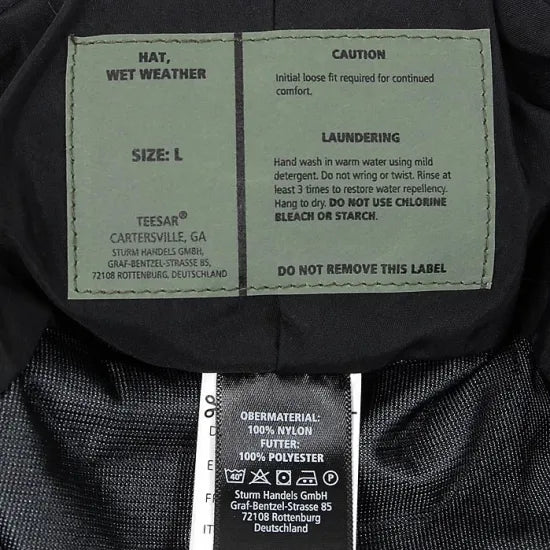 HAT,
WET WEATHER
SIZE: L
TEESAR®
CARTERSVILLE, GA
STURM HANDELS GMBH,
GRAF-BENTZEL-STRASSE 85,
72108 ROTTENBURG, DEUTSCHLAND
CAUTION
Initial loose fit required for continued
comfort.
LAUNDERING
Hand wash in warm water using mild
detergent. Do not wring or twist. Rinse
at least 3 times to restore water repellency.
Hang to dry. DO NOT USE CHLORINE
BLEACH OR STARCH.
DO NOT REMOVE THIS LABEL
OBERMATERIAL:
100% NYLON
FUTTER:
100% POLYESTER
40° P
Sturm Handels GmbH
Graf-Bentzel-Strasse 85
72108 Rottenburg
Deutschland
E
FR
IT